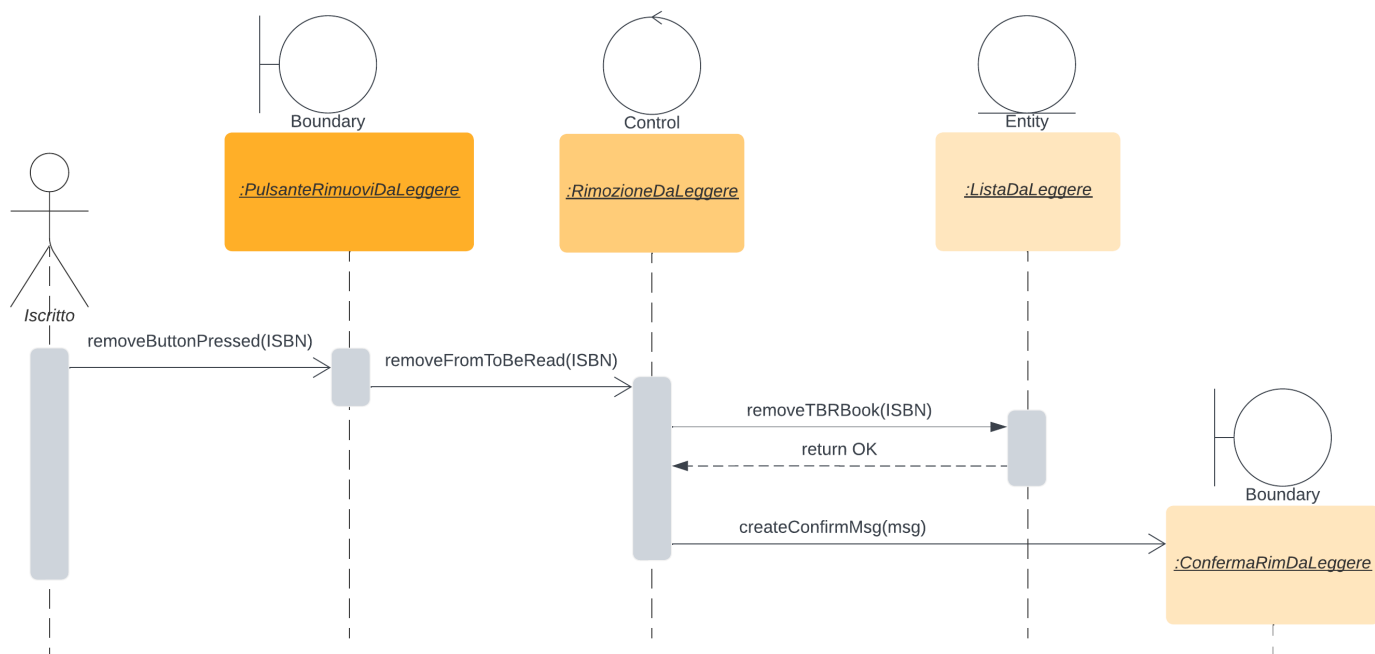 Boundary
Control
Entity
:PulsanteRimuoviDaLeggere
:RimozioneDaLeggere
:ListaDaLeggere
Iscritto
removeButtonPressed(ISBN)
removeFromToBeRead(ISBN)
removeTBRBook(ISBN)
return OK
Boundary
createConfirmMsg(msg)
:ConfermaRimDaLeggere